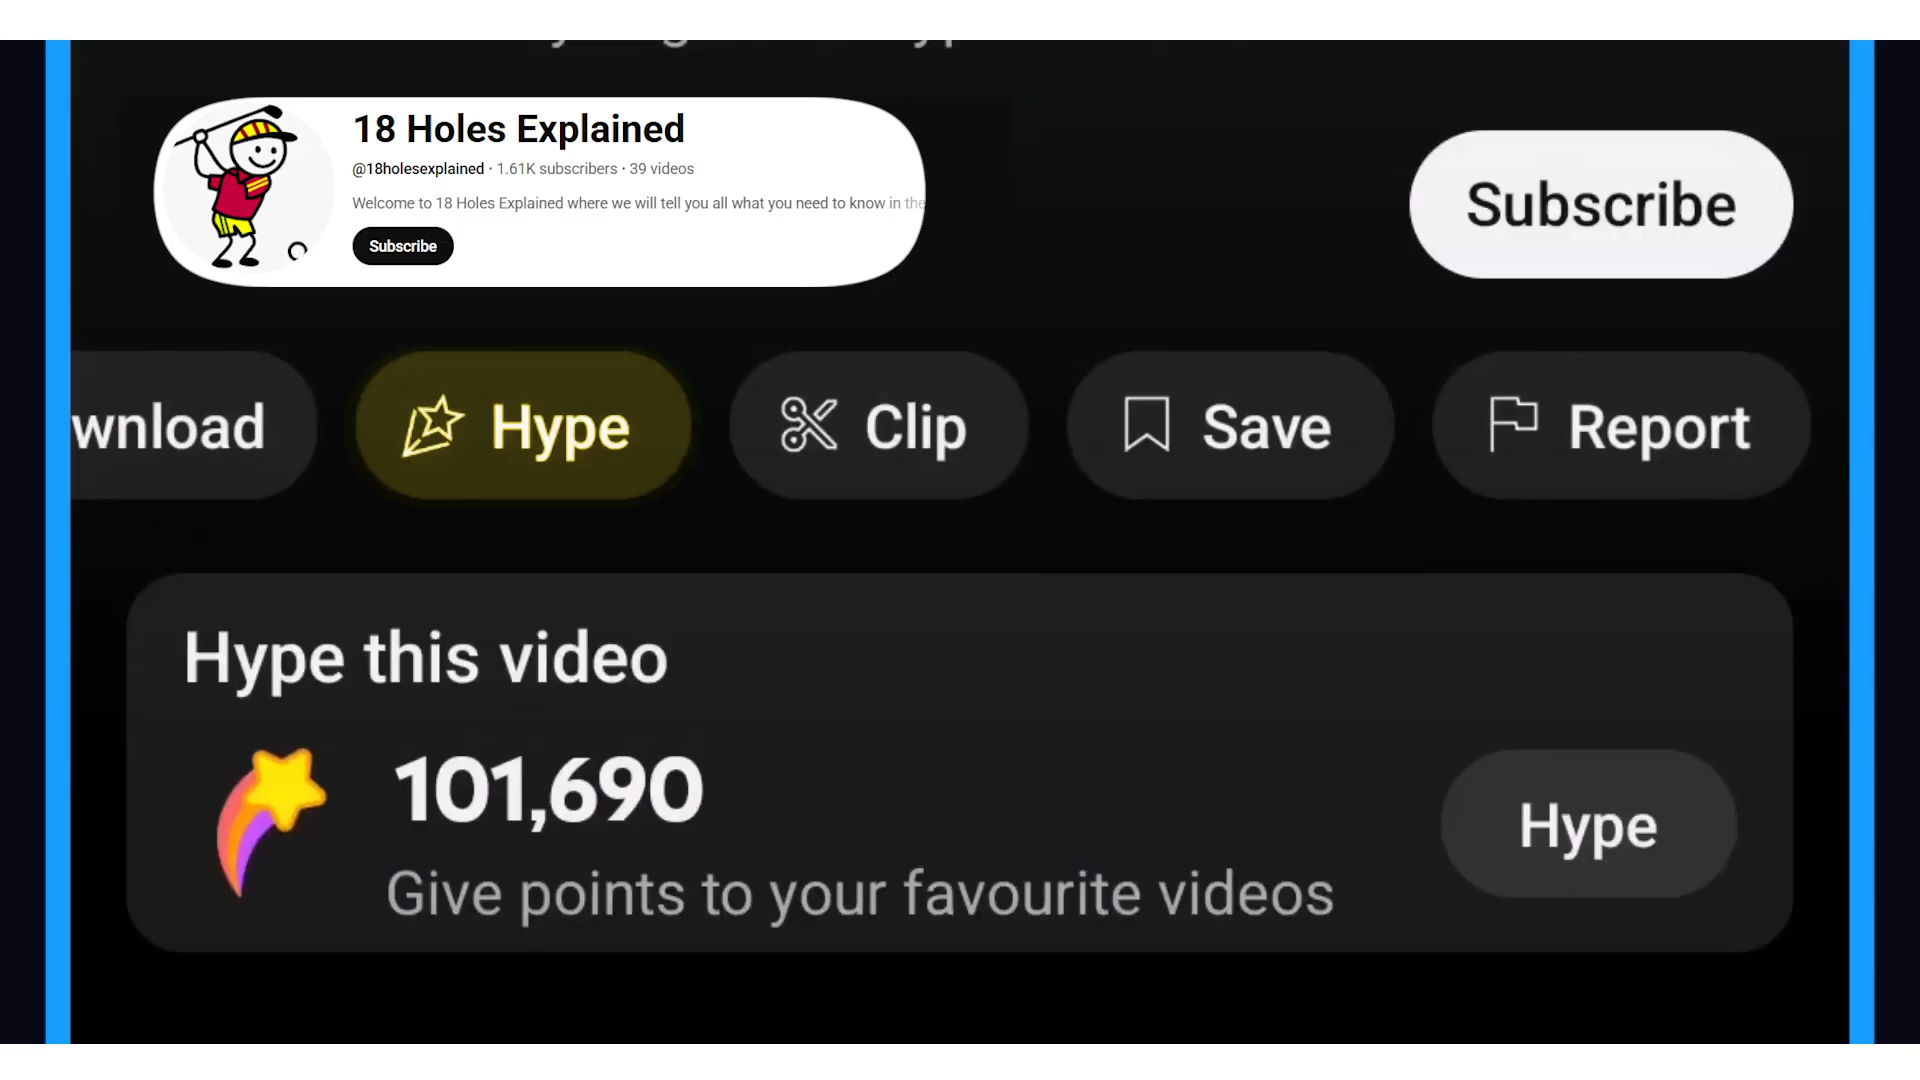 18 Holes Explained
@18holesexplained · 1.61K subscribers · 39 videos
Welcome to 18 Holes Explained where we will tell you all what you need to know in the
Subscribe
Subscribe
wnload
Hype
Clip
Save
Report
Hype this video
101,690
Give points to your favourite videos
Hype